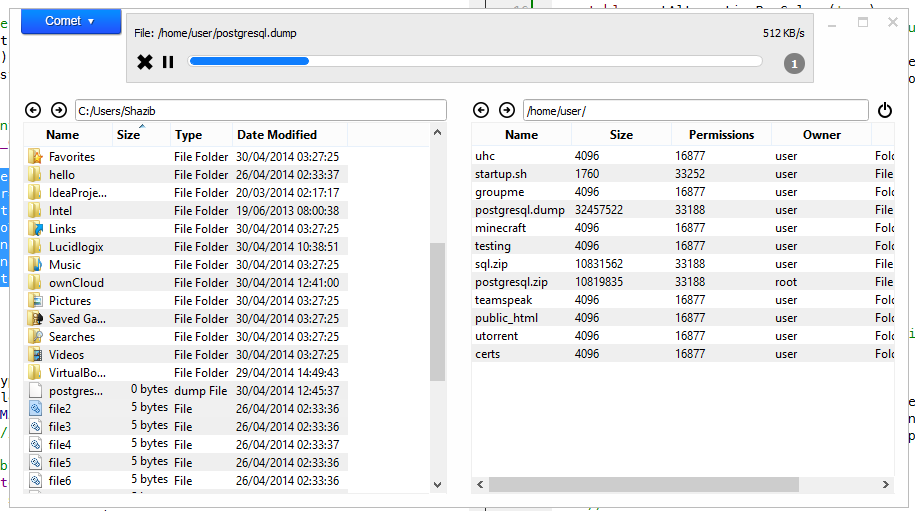 Comet ▼
File: /home/user/postgresql.dump 512 KB/s
1
C:/Users/Shazib
Name Size Type Date Modified
Favorites File Folder 30/04/2014 03:27:25
hello File Folder 26/04/2014 02:33:37
IdeaProje... File Folder 20/03/2014 02:17:17
Intel File Folder 19/06/2013 08:00:38
Links File Folder 30/04/2014 03:27:25
Lucidlogix File Folder 30/04/2014 10:38:51
Music File Folder 30/04/2014 03:27:25
ownCloud File Folder 30/04/2014 12:41:00
Pictures File Folder 30/04/2014 03:27:25
Saved Ga... File Folder 30/04/2014 03:27:25
Searches File Folder 30/04/2014 03:27:25
Videos File Folder 30/04/2014 03:27:25
VirtualBo... File Folder 29/04/2014 14:49:43
postgres... 0 bytes dump File 30/04/2014 12:45:37
file2 5 bytes File 26/04/2014 02:33:36
file3 5 bytes File 26/04/2014 02:33:36
file4 5 bytes File 26/04/2014 02:33:37
file5 5 bytes File 26/04/2014 02:33:36
file6 5 bytes File 26/04/2014 02:33:36
/home/user/
Name Size Permissions Owner
uhc 4096 16877 user Fold
startup.sh 1760 33252 user File
groupme 4096 16877 user Fold
postgresql.dump 32457522 33188 user File
minecraft 4096 16877 user Fold
testing 4096 16877 user Fold
sql.zip 10831562 33188 user File
postgresql.zip 10819835 33188 root File
teamspeak 4096 16877 user Fold
public_html 4096 16877 user Fold
utorrent 4096 16877 user Fold
certs 4096 16877 user Fold